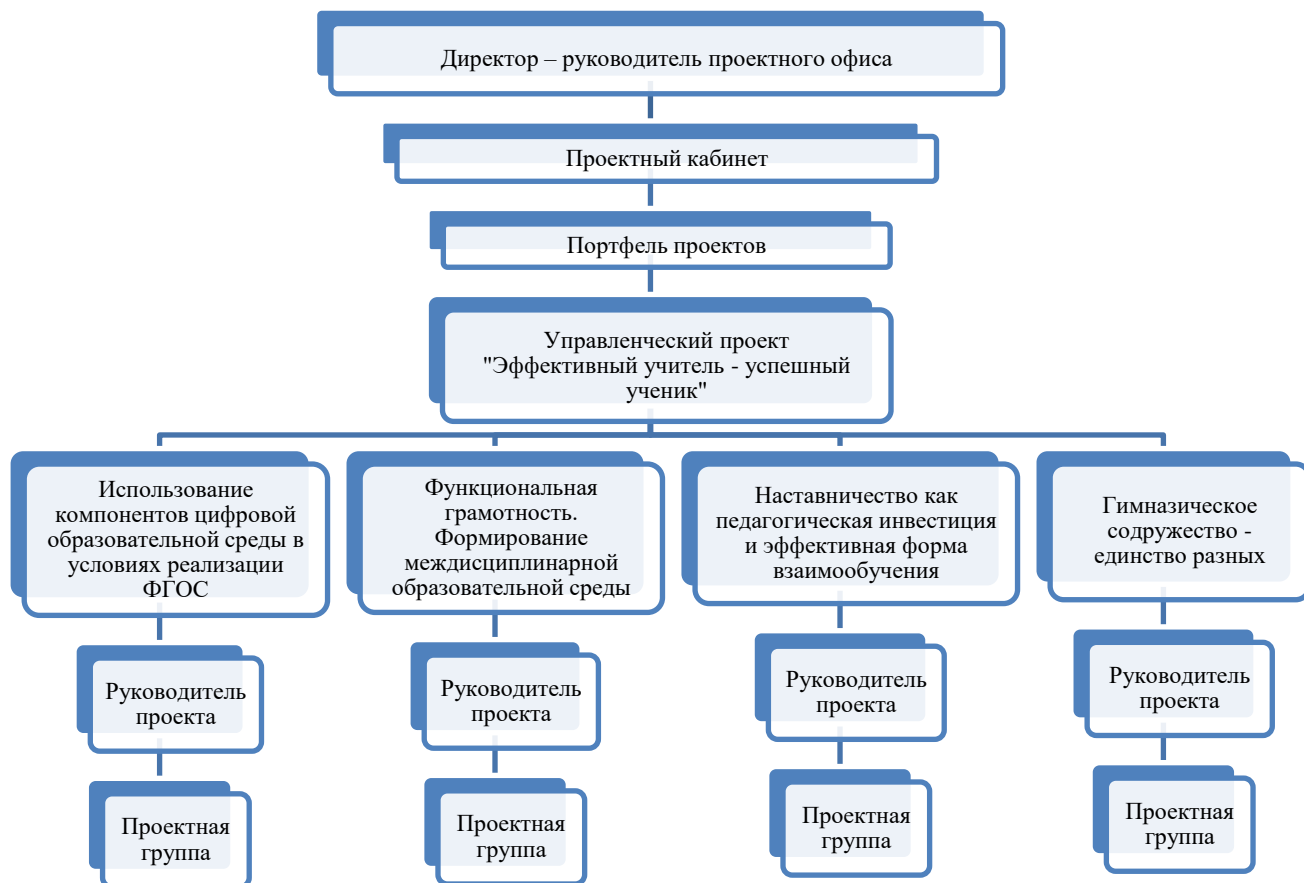 Директор – руководитель проектного офиса
Проектный кабинет
Портфель проектов
Управленческий проект
"Эффективный учитель - успешный
ученик"
Использование
компонентов цифровой
образовательной среды в
условиях реализации
ФГОС
Функциональная
грамотность.
Формирование
междисциплинарной
образовательной среды
Наставничество как
педагогическая инвестиция
и эффективная форма
взаимообучения
Гимназическое
содружество -
единство разных
Руководитель
проекта
Руководитель
проекта
Руководитель
проекта
Руководитель
проекта
Проектная
группа
Проектная
группа
Проектная
группа
Проектная
группа